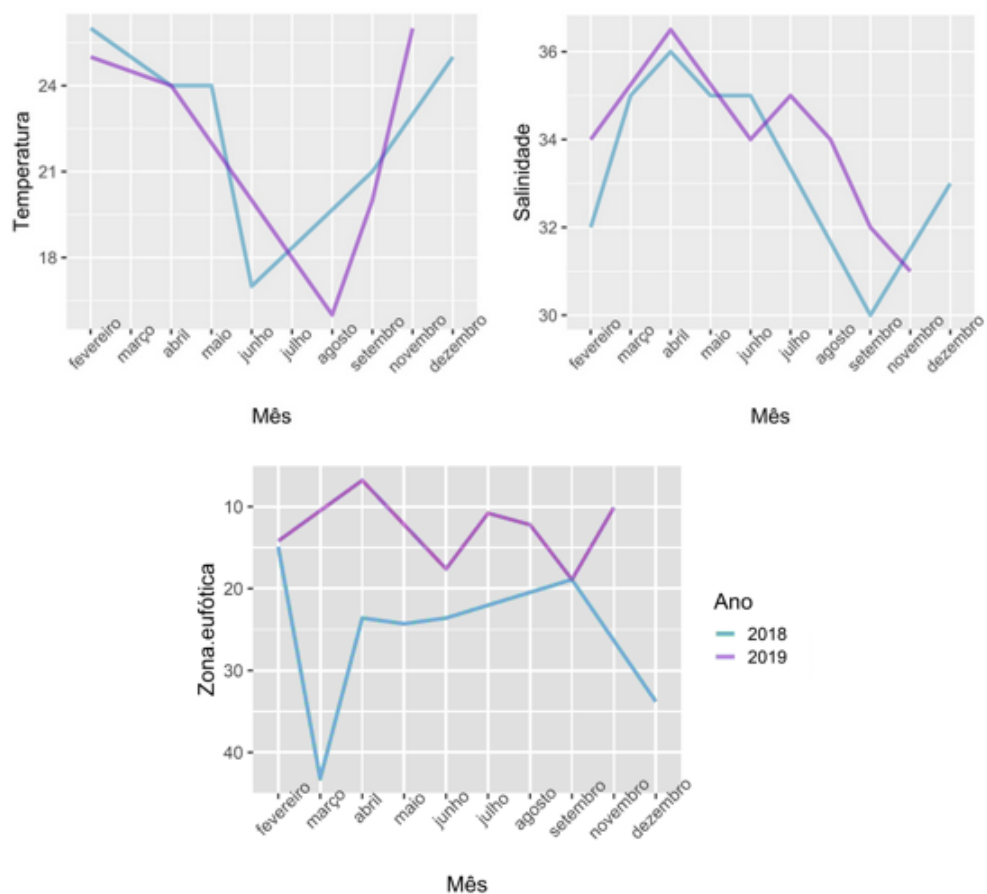 Temperatura
24
21
18
fevereiro
março
abril
maio
junho
julho
agosto
setembro
novembro
dezembro
Mês
Salinidade
36
34
32
30
fevereiro
março
abril
maio
junho
julho
agosto
setembro
novembro
dezembro
Mês
Zona.eufótica
10
20
30
40
fevereiro
março
abril
maio
junho
julho
agosto
setembro
novembro
dezembro
Mês
Ano
2018
2019